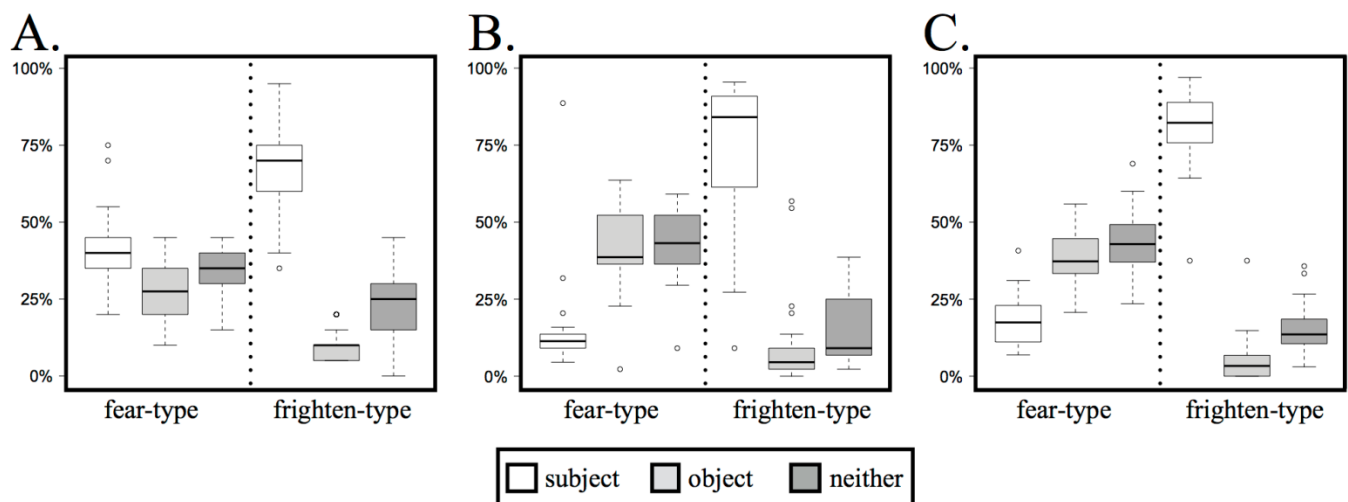 A.
B.
C.
100%
75%
50%
25%
0%
fear-type
frighten-type
100%
75%
50%
25%
0%
fear-type
frighten-type
100%
75%
50%
25%
0%
fear-type
frighten-type
subject
object
neither